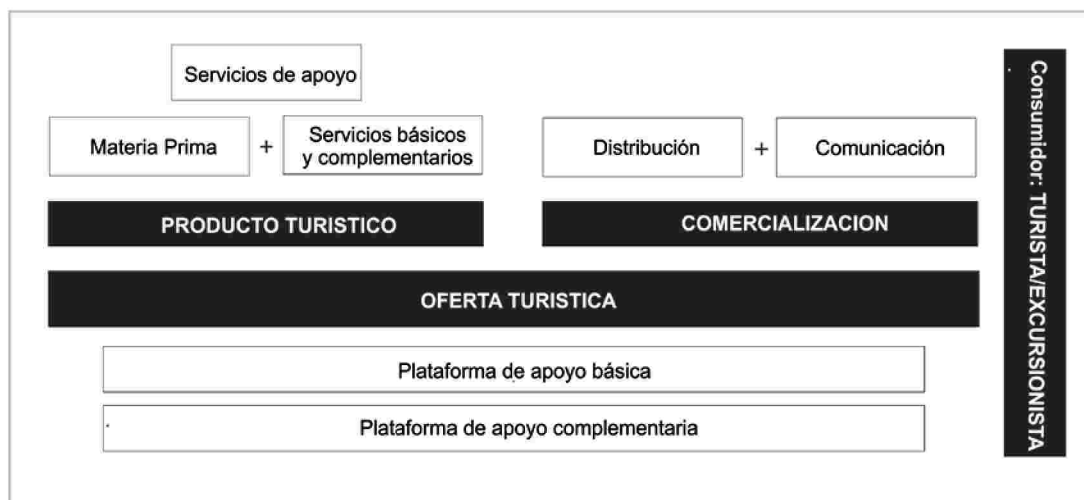 Servicios de apoyo
Materia Prima
+
Servicios básicos
y complementarios
Distribución
+
Comunicación
PRODUCTO TURISTICO
COMERCIALIZACION
OFERTA TURISTICA
Plataforma de apoyo básica
Plataforma de apoyo complementaria
Consumidor: TURISTA/EXCURSIONISTA